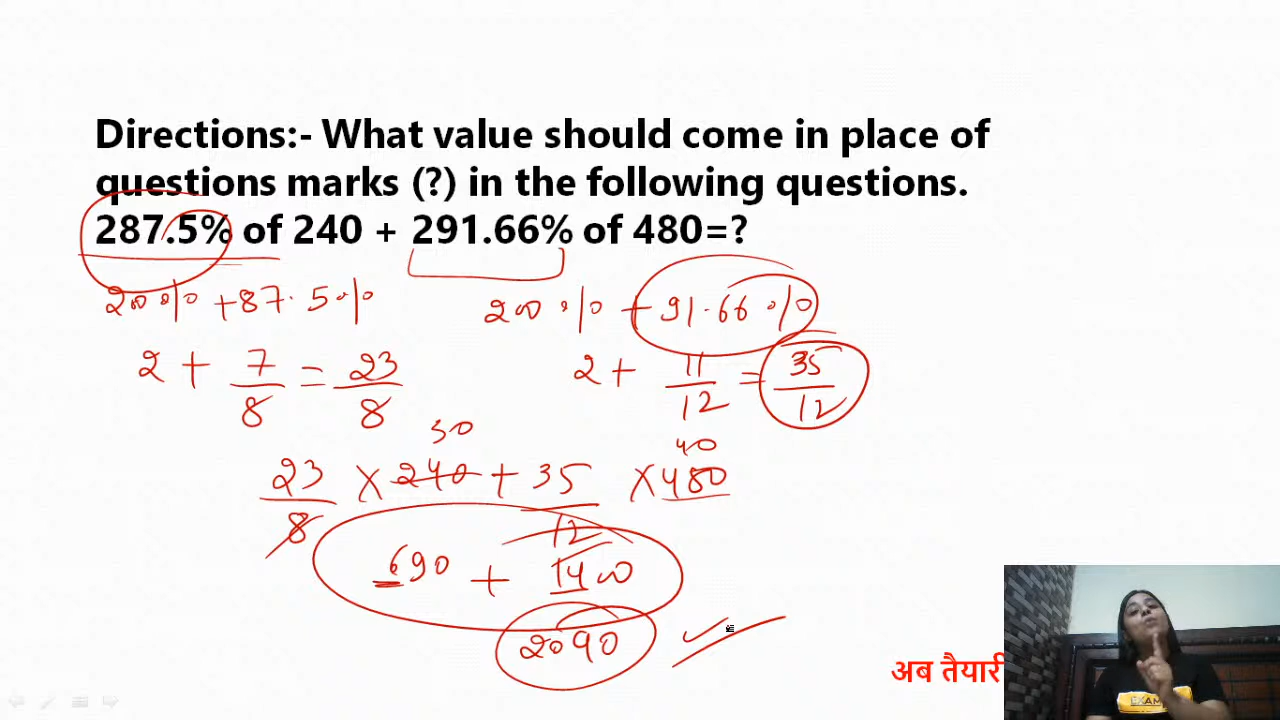 Directions:- What value should come in place of
questions marks (?) in the following questions.
287.5% of 240 + 291.66% of 480=?
200% + 87.5%
200% + 91.66%
2 + 7/8 = 23/8
2 + 11/12 = 35/12
30
40
23/8 × 240 + 35/12 × 480
690 + 1400
2090
अब तैयारी
EXAM